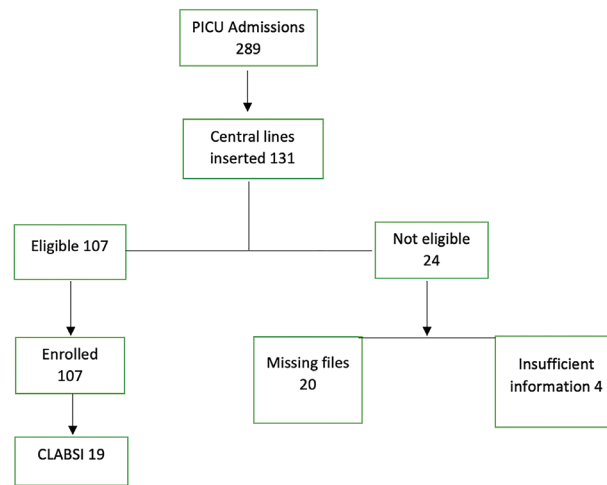 PICU Admissions
289
Central lines
inserted 131
Eligible 107
Not eligible
24
Enrolled
107
Missing files
20
Insufficient
information 4
CLABSI 19